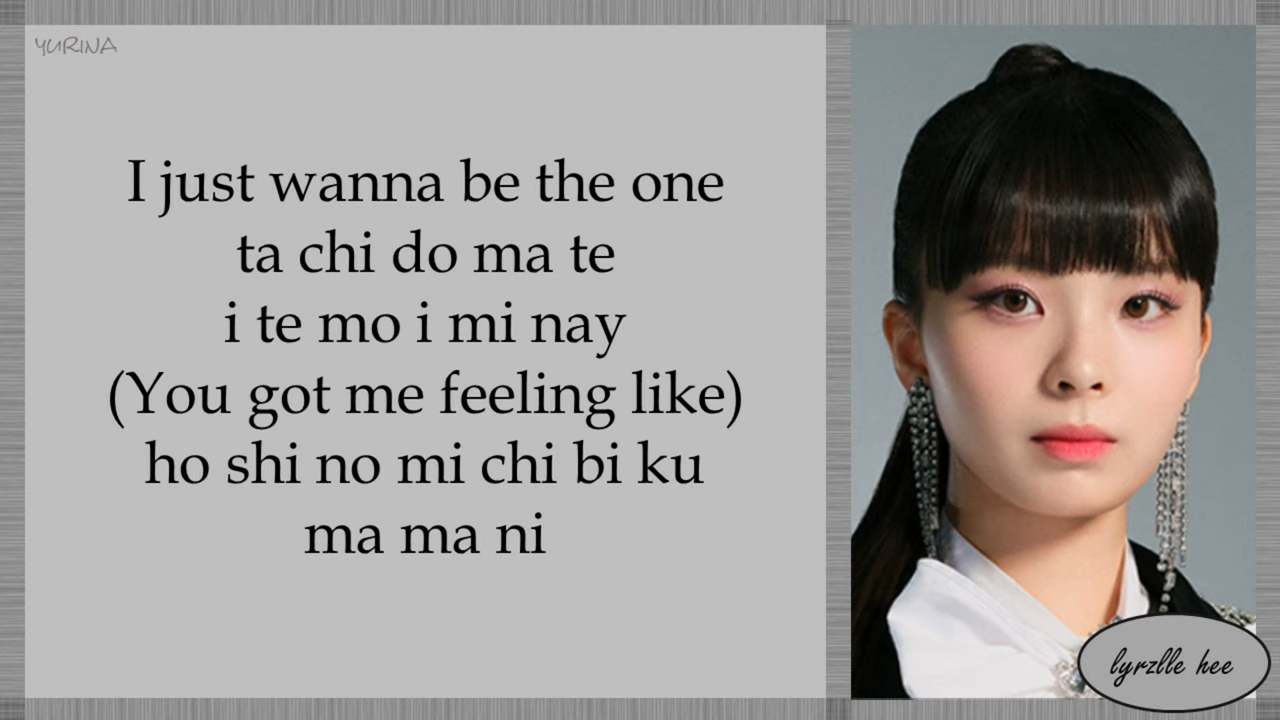 YURINA
I just wanna be the one
ta chi do ma te
i te mo i mi nay
(You got me feeling like)
ho shi no mi chi bi ku
ma ma ni
lyrzlle hee